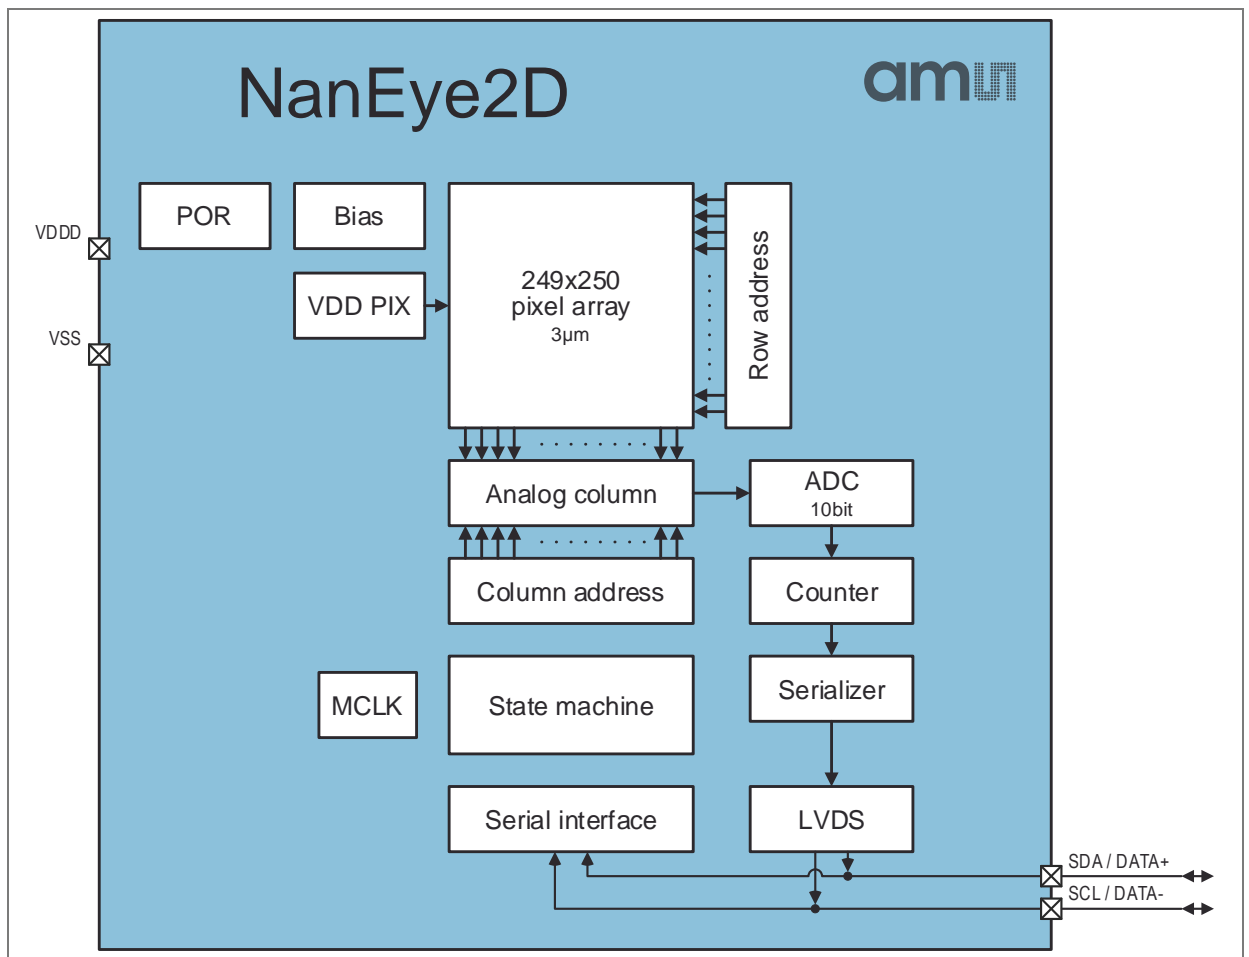 NanEye2D
am
POR
Bias
VDDD
VDD PIX
VSS
249x250
pixel array
3µm
Row address
Analog column
ADC
10bit
Column address
Counter
MCLK
State machine
Serializer
Serial interface
LVDS
SDA / DATA+
SCL / DATA-